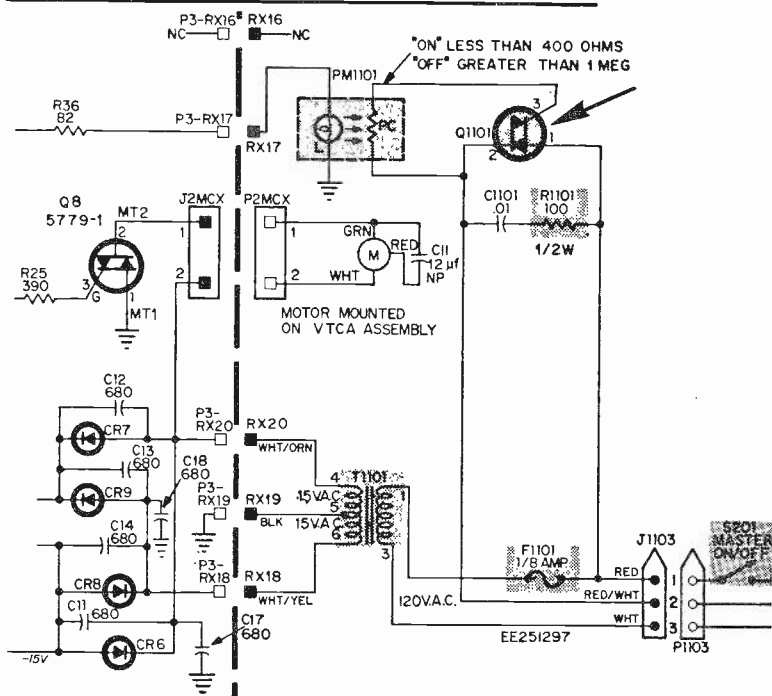 P3-RX16 RX16
NC NC
"ON" LESS THAN 400 OHMS
"OFF" GREATER THAN 1 MEG
PM1101
R36
82
P3-RX17
RX17
L
PC
Q1101
3
2
1
C1101
.01
R1101
100
1/2W
Q8
5779-1
MT2
2
3
G
1
MT1
R25
390
J2MCX
1
2
P2MCX
1
2
GRN
M
RED
WHT
C11
12 µf
NP
MOTOR MOUNTED
ON VTCA ASSEMBLY
C12
680
CR7
C13
680
CR9
C18
680
C14
680
CR8
C11
680
CR6
-15V
C17
680
P3-
RX20
RX20
WHT/ORN
P3-
RX19
RX19
BLK
P3-
RX18
RX18
WHT/YEL
T1101
4
15V.A.C.
5
15V.A.C
6
1
3
F1101
1/8 AMP
120V.A.C.
EE251297
J1103
RED
1
RED/WHT
2
WHT
3
P1103
S201
MASTER
ON/OFF